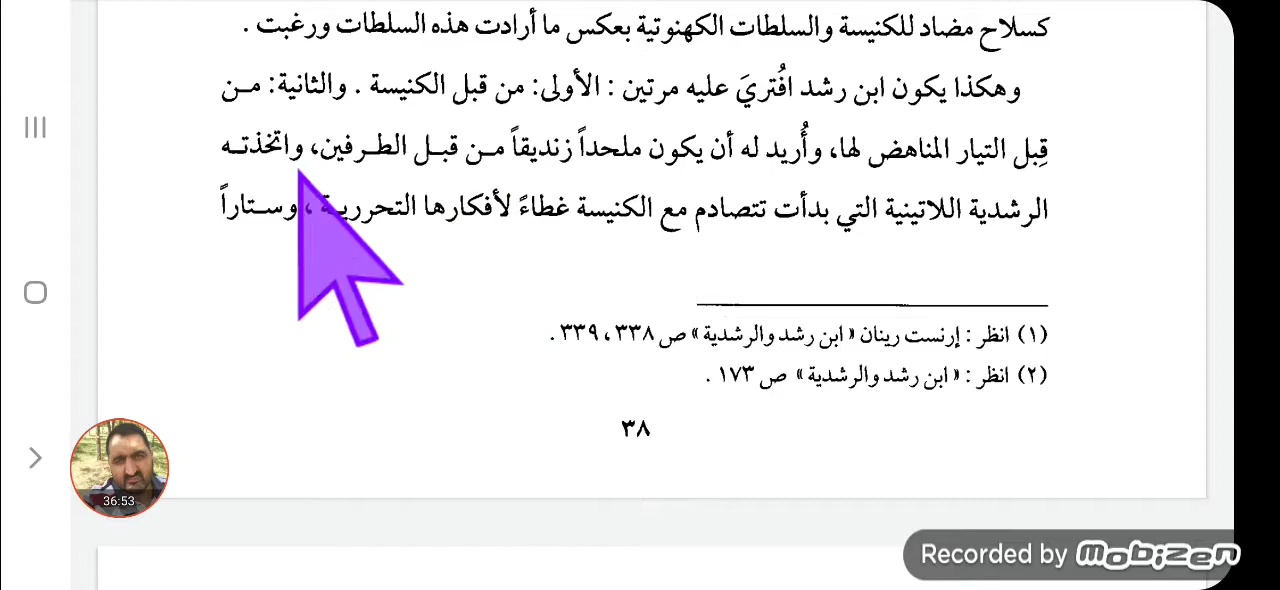 كسلاح مضاد للكنيسة والسلطات الكهنوتية بعكس ما أرادت هذه السلطات ورغبت .
وهكذا يكون ابن رشد افُتريَ عليه مرتين : الأولى: من قبل الكنيسة . والثانية: مـن
قِبل التيار المناهض لها، وأُريد له أن يكون ملحداً زنديقاً مـن قبـل الطـرفين، واتخذتـه
الرشدية اللاتينية التي بدأت تتصادم مع الكنيسة غطاءً لأفكارها التحرريـة ، وسـتاراً
(١) انظر : إرنست رينان « ابن رشد والرشدية » ص ٣٣٨ ، ٣٣٩ .
(٢) انظر : « ابن رشد والرشدية » ص ١٧٣ .
٣٨
36:53
Recorded by mobizen